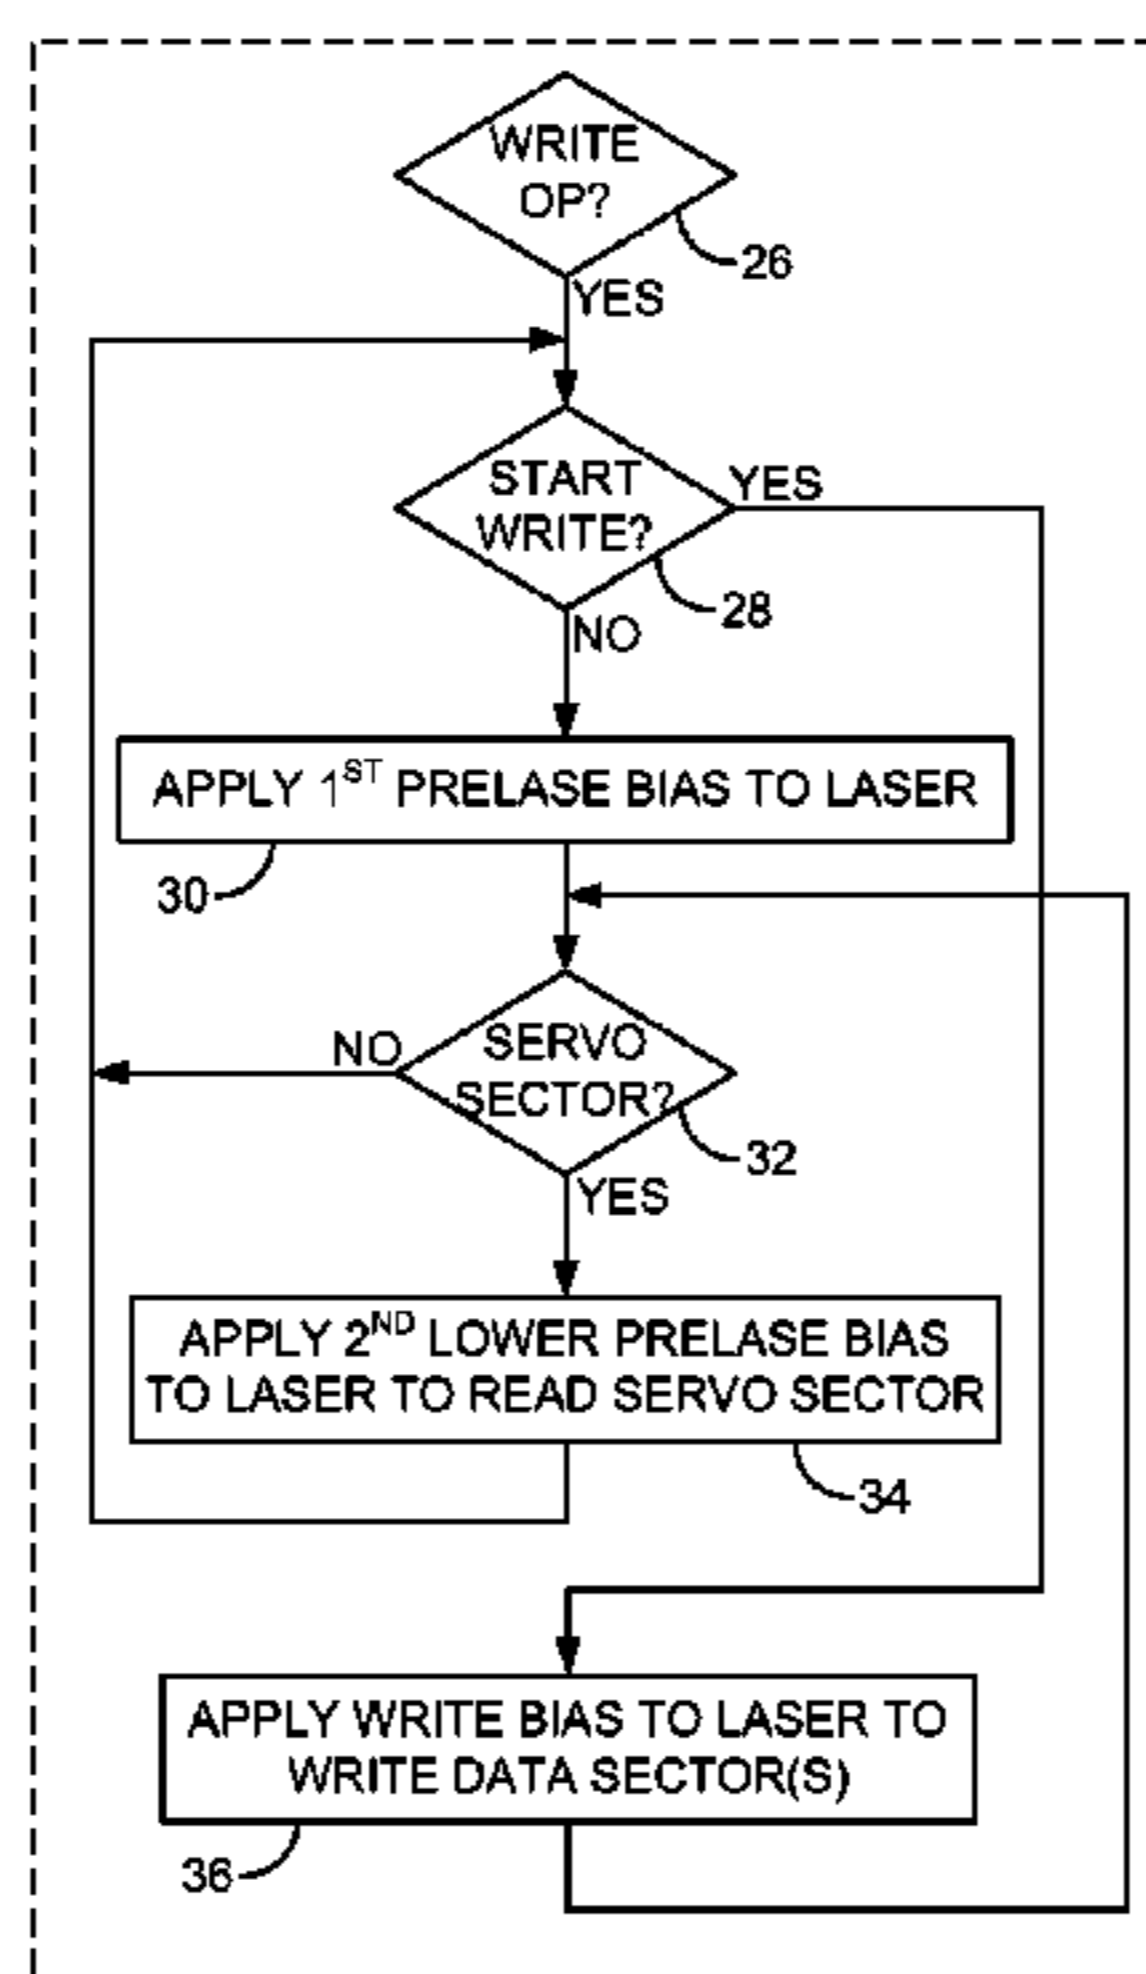 WRITE
OP?
26
YES
START
WRITE?
YES
28
NO
APPLY 1ST PRELASE BIAS TO LASER
30
NO
SERVO
SECTOR?
32
YES
APPLY 2ND LOWER PRELASE BIAS
TO LASER TO READ SERVO SECTOR
34
APPLY WRITE BIAS TO LASER TO
WRITE DATA SECTOR(S)
36